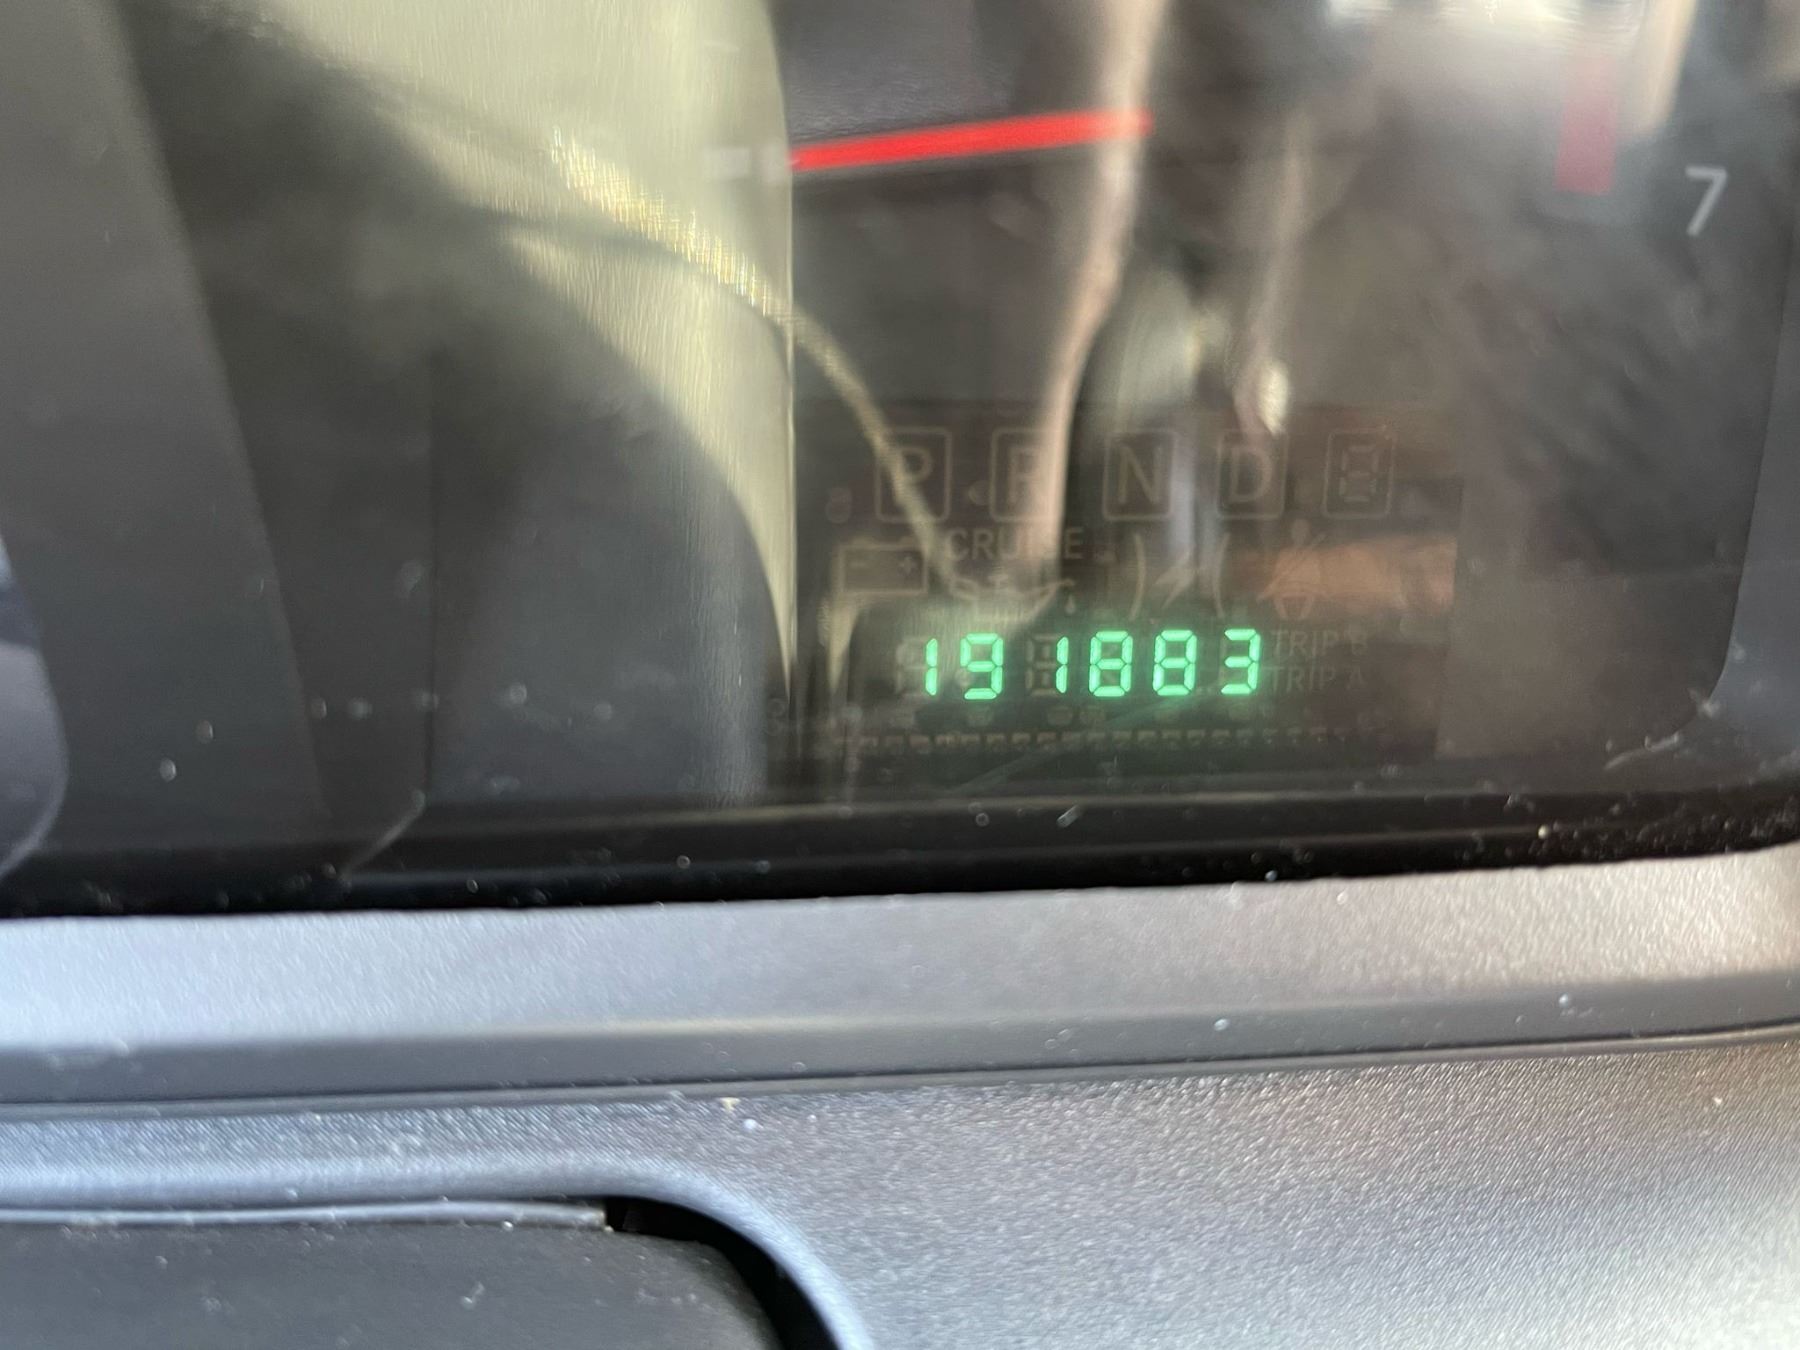 7
P R N D
CRUISE
191883
TRIP B
TRIP A